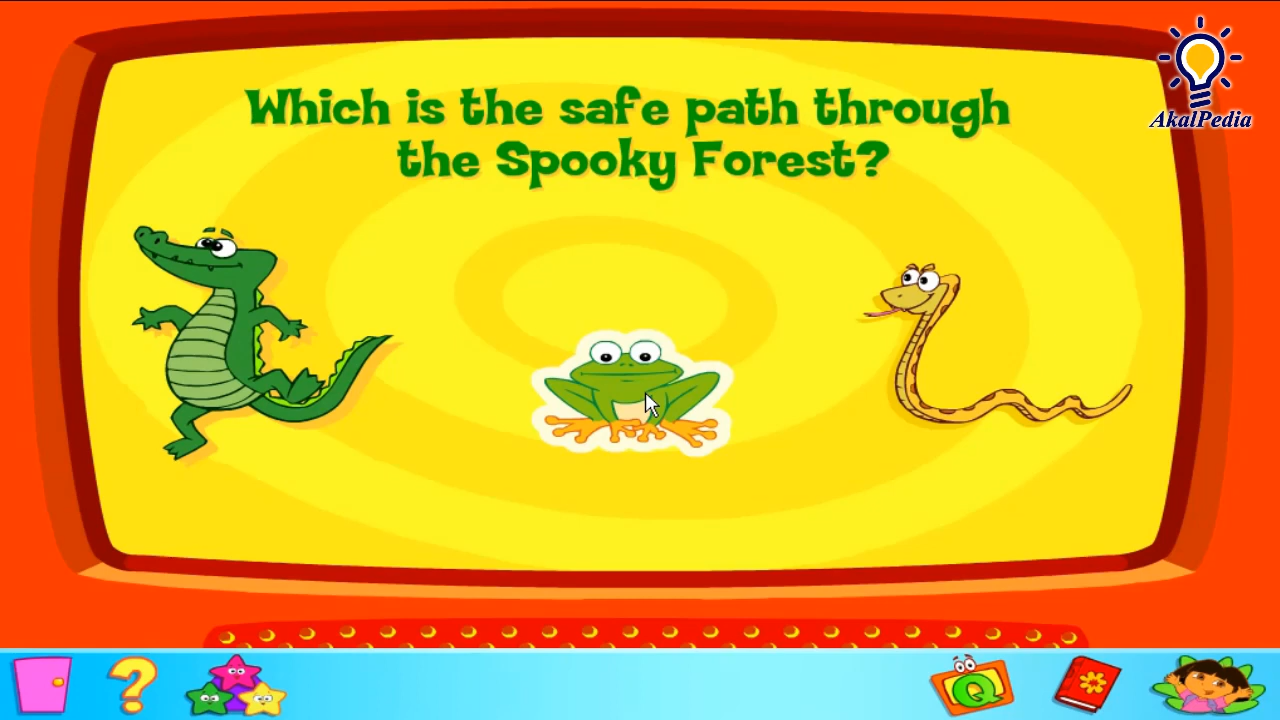 AkalPedia
Which is the safe path through
the Spooky Forest?
?
Q